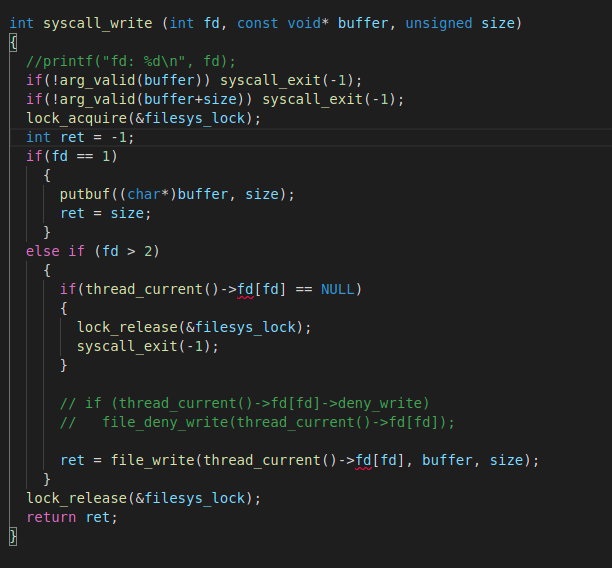 int syscall_write (int fd, const void* buffer, unsigned size)
{
//printf("fd: %d\n", fd);
if(!arg_valid(buffer)) syscall_exit(-1);
if(!arg_valid(buffer+size)) syscall_exit(-1);
lock_acquire(&filesys_lock);
int ret = -1;
if(fd == 1)
{
putbuf((char*)buffer, size);
ret = size;
}
else if (fd > 2)
{
if(thread_current()->fd[fd] == NULL)
{
lock_release(&filesys_lock);
syscall_exit(-1);
}
// if (thread_current()->fd[fd]->deny_write)
//   file_deny_write(thread_current()->fd[fd]);
ret = file_write(thread_current()->fd[fd], buffer, size);
}
lock_release(&filesys_lock);
return ret;
}